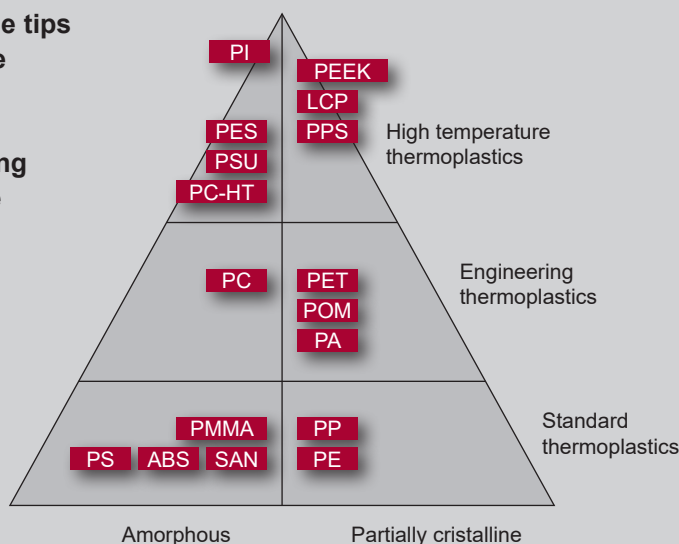 e tips
e
ng
e
PI
PEEK
LCP
PES
PPS
PSU
PC-HT
High temperature
thermoplastics
PC
PET
POM
PA
Engineering
thermoplastics
PMMA
PP
PS ABS SAN
PE
Standard
thermoplastics
Amorphous
Partially cristalline